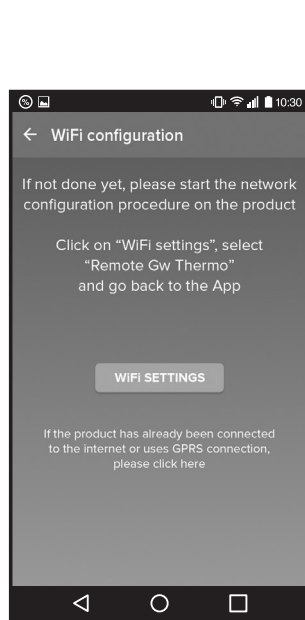 10:30
WiFi configuration
If not done yet, please start the network
configuration procedure on the product
Click on “WiFi settings”, select
“Remote Gw Thermo”
and go back to the App
WiFi SETTINGS
If the product has already been connected
to the internet or uses GPRS connection,
please click here